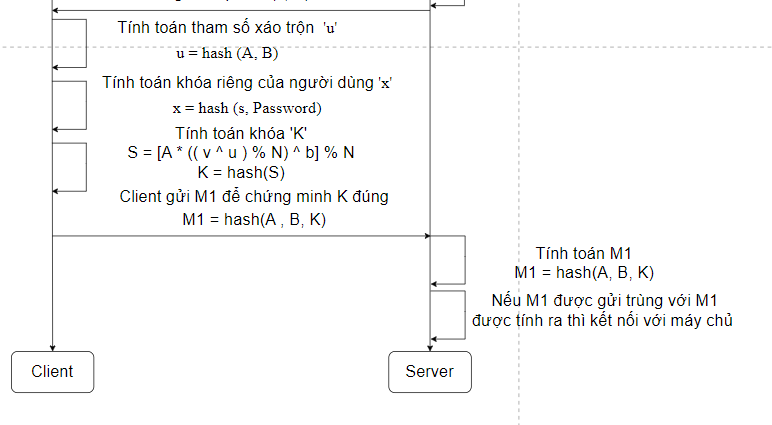 Tính toán tham số xáo trộn 'u'
u = hash (A, B)
Tính toán khóa riêng của người dùng 'x'
x = hash (s, Password)
Tính toán khóa 'K'
S = [A * (( v ^ u ) % N) ^ b] % N
K = hash(S)
Client gửi M1 để chứng minh K đúng
M1 = hash(A , B, K)
Tính toán M1
M1 = hash(A, B, K)
Nếu M1 được gửi trùng với M1
được tính ra thì kết nối với máy chủ
Client
Server